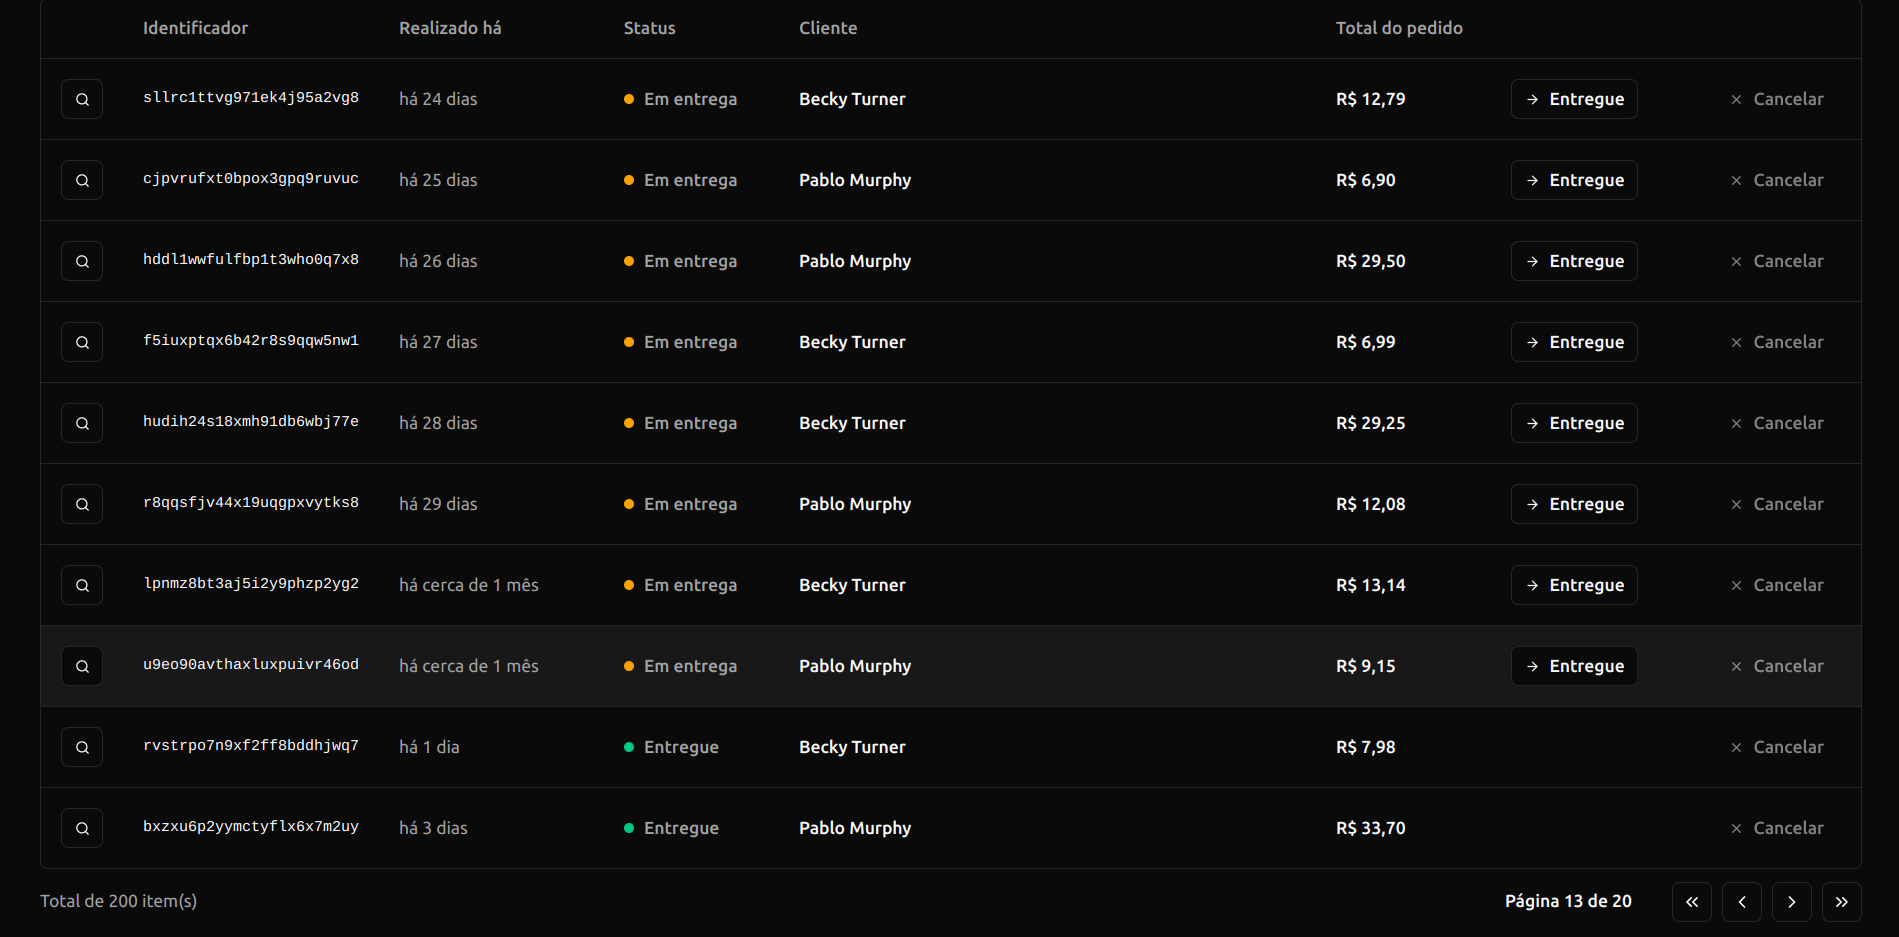 Identificador Realizado há Status Cliente Total do pedido
sllrc1ttvg971ek4j95a2vg8 há 24 dias Em entrega Becky Turner R$ 12,79 Entregue Cancelar
cjpvrufxt0bpox3gpq9ruvuc há 25 dias Em entrega Pablo Murphy R$ 6,90 Entregue Cancelar
hddl1wwfulfbp1t3who0q7x8 há 26 dias Em entrega Pablo Murphy R$ 29,50 Entregue Cancelar
f5iuxptqx6b42r8s9qqw5nw1 há 27 dias Em entrega Becky Turner R$ 6,99 Entregue Cancelar
hudih24s18xmh91db6wbj77e há 28 dias Em entrega Becky Turner R$ 29,25 Entregue Cancelar
r8qqsfjv44x19uqgpxvytks8 há 29 dias Em entrega Pablo Murphy R$ 12,08 Entregue Cancelar
lpnmz8bt3aj5i2y9phzp2yg2 há cerca de 1 mês Em entrega Becky Turner R$ 13,14 Entregue Cancelar
u9eo90avthaxluxpuivr46od há cerca de 1 mês Em entrega Pablo Murphy R$ 9,15 Entregue Cancelar
rvstrpo7n9xf2ff8bddhjwq7 há 1 dia Entregue Becky Turner R$ 7,98 Cancelar
bxzxu6p2yymctyflx6x7m2uy há 3 dias Entregue Pablo Murphy R$ 33,70 Cancelar
Total de 200 item(s) Página 13 de 20